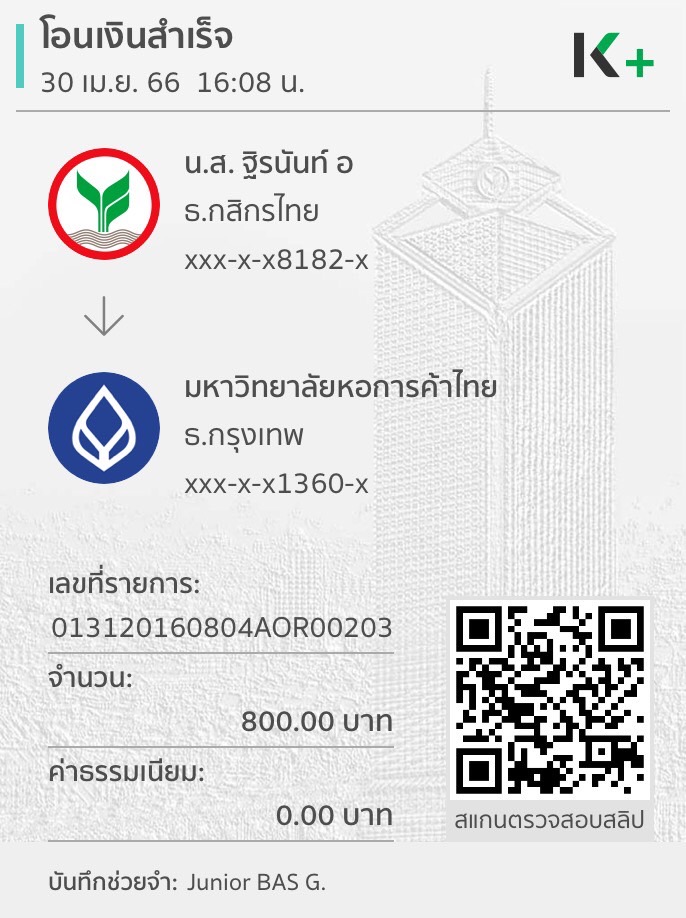 โอนเงินสำเร็จ
30 เม.ย. 66 16:08 น.
K+
น.ส. ฐิรนันท์ อ
ธ.กสิกรไทย
xxx-x-x8182-x
มหาวิทยาลัยหอการค้าไทย
ธ.กรุงเทพ
xxx-x-x1360-x
เลขที่รายการ:
013120160804AOR00203
จำนวน:
800.00 บาท
ค่าธรรมเนียม:
0.00 บาท
สแกนตรวจสอบสลิป
บันทึกช่วยจำ: Junior BAS G.